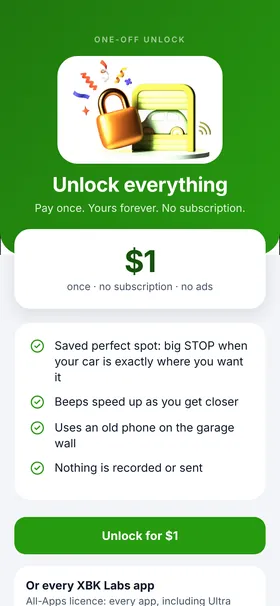 ONE-OFF UNLOCK
Unlock everything
Pay once. Yours forever. No subscription.
$1
once · no subscription · no ads
Saved perfect spot: big STOP when
your car is exactly where you want
it
Beeps speed up as you get closer
Uses an old phone on the garage
wall
Nothing is recorded or sent
Unlock for $1
Or every XBK Labs app
All-Apps licence: every app, including Ultra